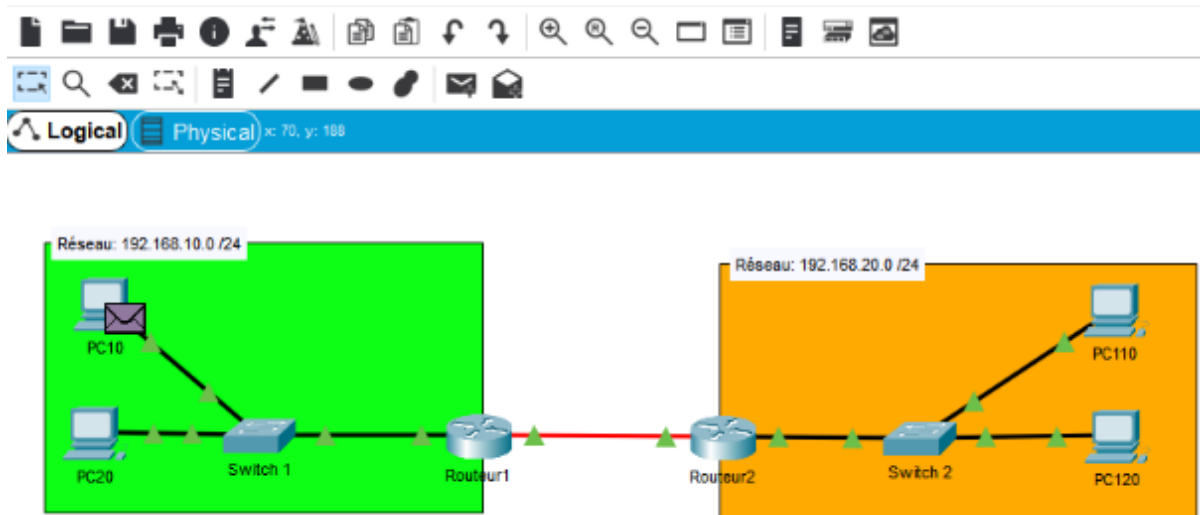 Logical
Physical
x: 70, y: 188
Réseau: 192.168.10.0 /24
Réseau: 192.168.20.0 /24
PC10
PC110
PC20
Switch 1
Routeur1
Routeur2
Switch 2
PC120